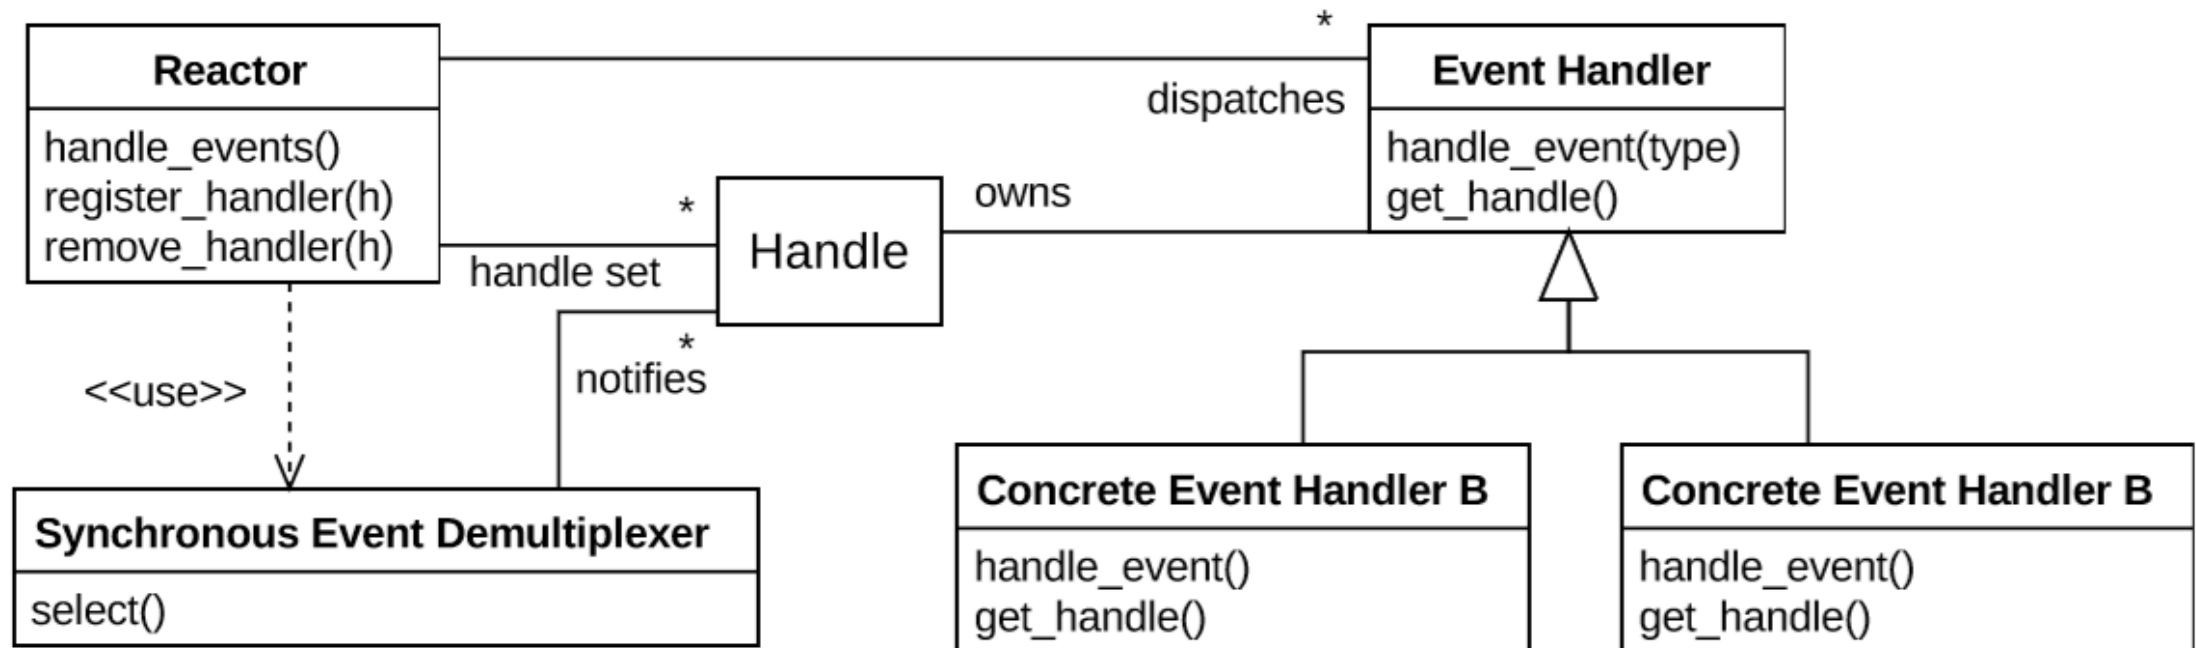 Reactor
handle_events()
register_handler(h)
remove_handler(h)
*
dispatches
Event Handler
handle_event(type)
get_handle()
*
handle set
Handle
owns
*
notifies
<<use>>
Synchronous Event Demultiplexer
select()
Concrete Event Handler B
handle_event()
get_handle()
Concrete Event Handler B
handle_event()
get_handle()